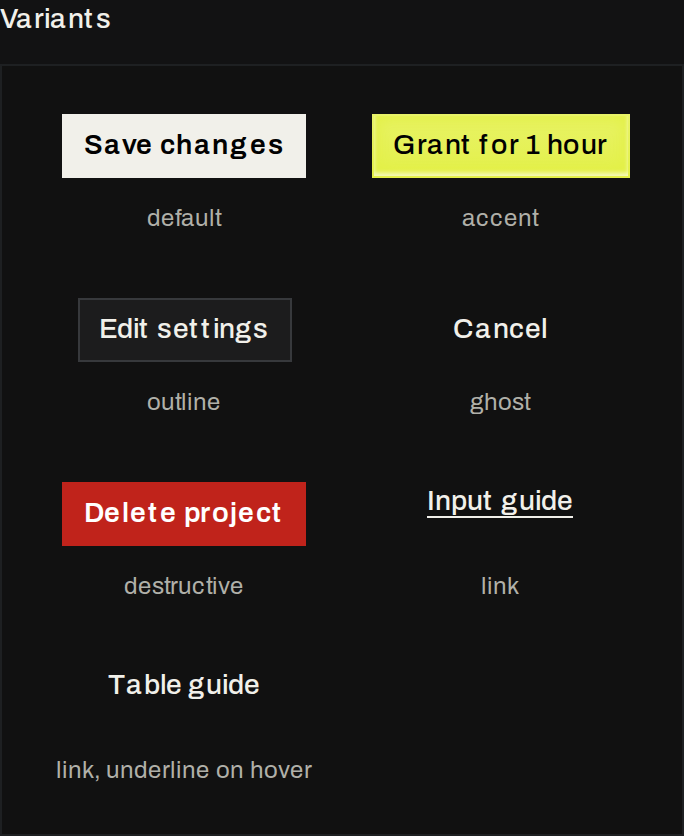 Variants
Save changes
Grant for 1 hour
default
accent
Edit settings
Cancel
outline
ghost
Delete project
Input guide
destructive
link
Table guide
link, underline on hover